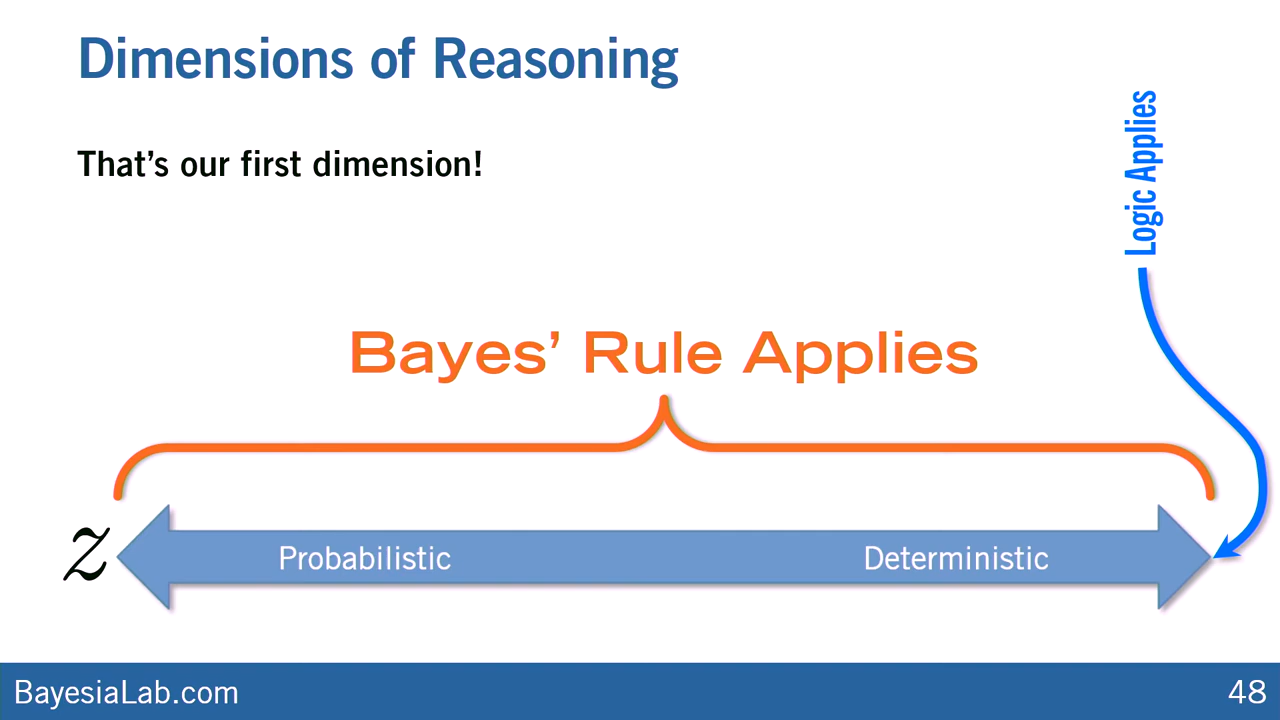 Dimensions of Reasoning
That's our first dimension!
Logic Applies
Bayes' Rule Applies
z
Probabilistic
Deterministic
BayesiaLab.com
48